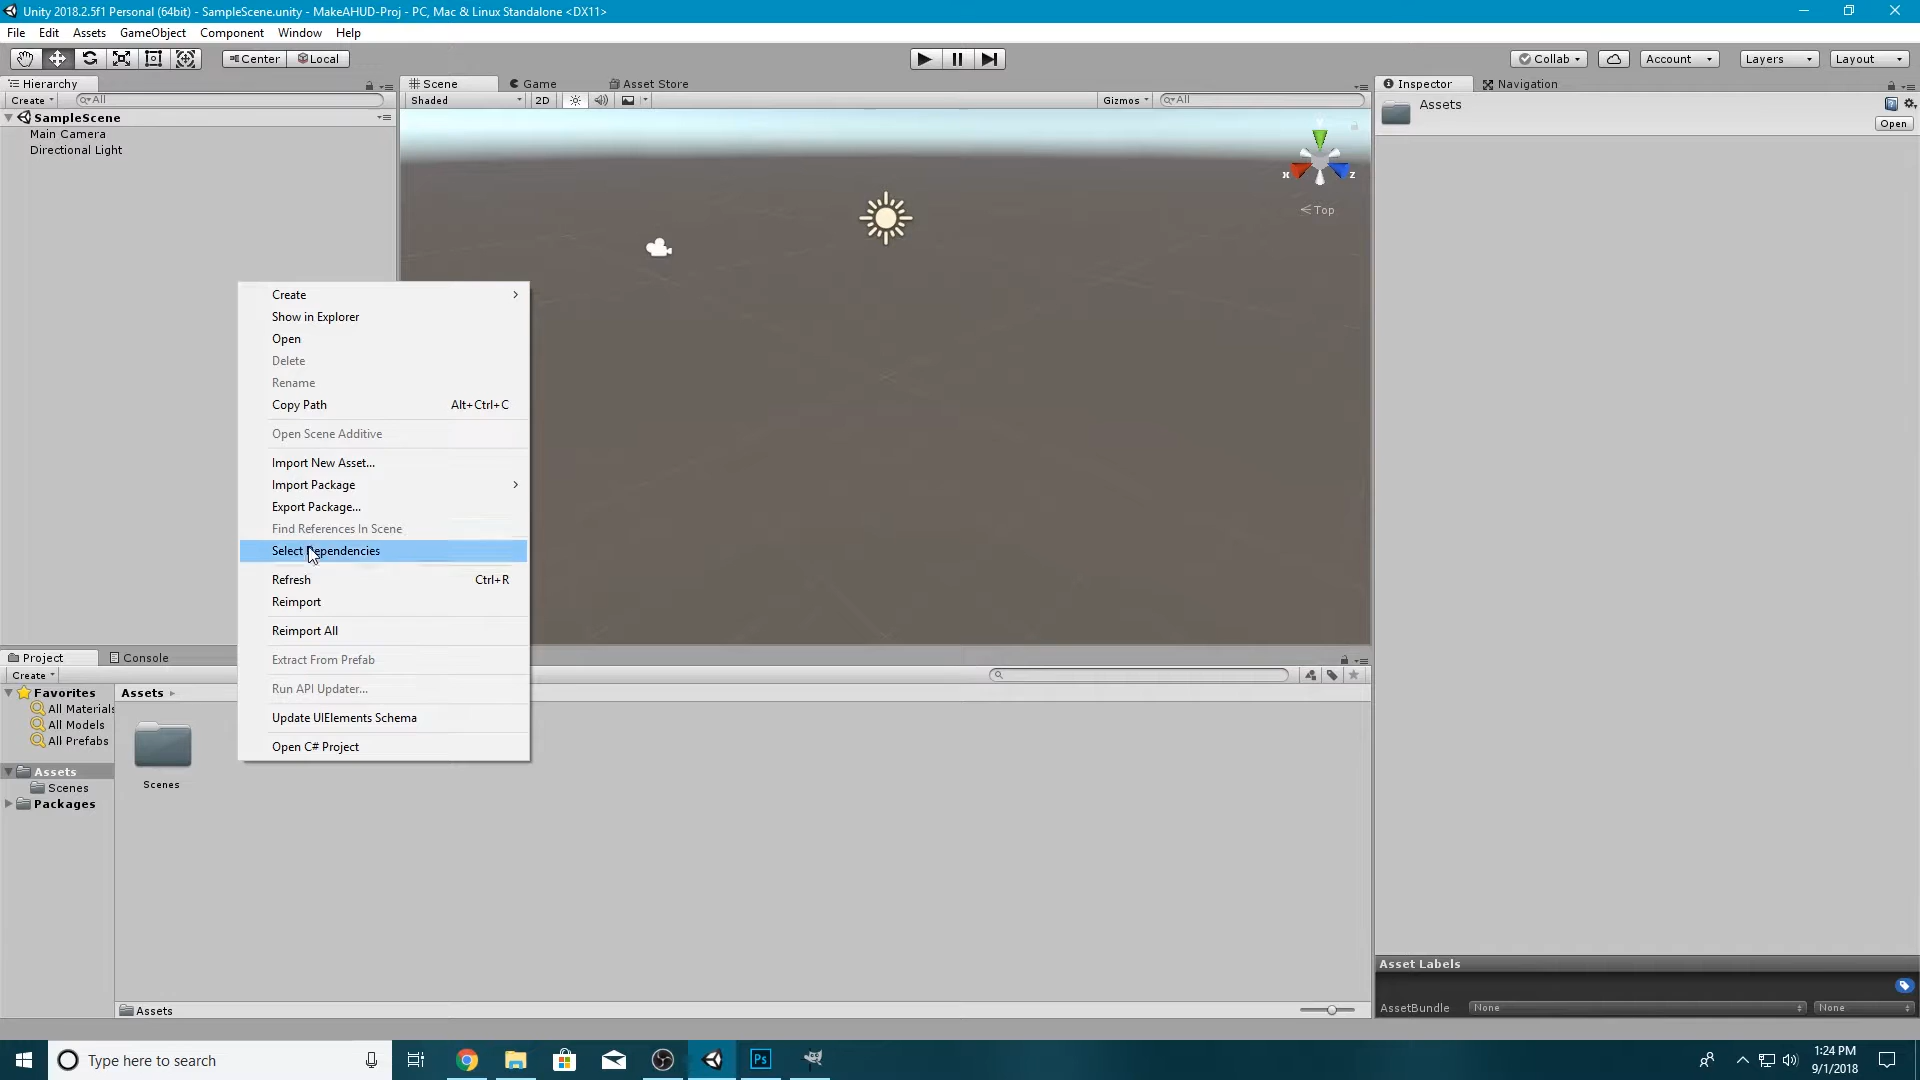 Unity 2018.2.5f1 Personal (64bit) - SampleScene.unity - MakeAHUD-Proj - PC, Mac & Linux Standalone <DX11>
File Edit Assets GameObject Component Window Help
Center Local Collab Account Layers Layout
Hierarchy Scene Game Asset Store Inspector Navigation
Create All Shaded 2D Gizmos All Assets
Open
SampleScene
Main Camera
Directional Light
x z
Top
Create
Show in Explorer
Open
Delete
Rename
Copy Path Alt+Ctrl+C
Open Scene Additive
Import New Asset...
Import Package
Export Package...
Find References In Scene
Select Dependencies
Refresh Ctrl+R
Reimport
Reimport All
Extract From Prefab
Run API Updater...
Update UIElements Schema
Open C# Project
Project Console
Create
Favorites Assets
All Materials
All Models
All Prefabs
Assets
Scenes
Packages
Scenes
Assets
Asset Labels
AssetBundle None None
Type here to search
Ps
1:24 PM
9/1/2018